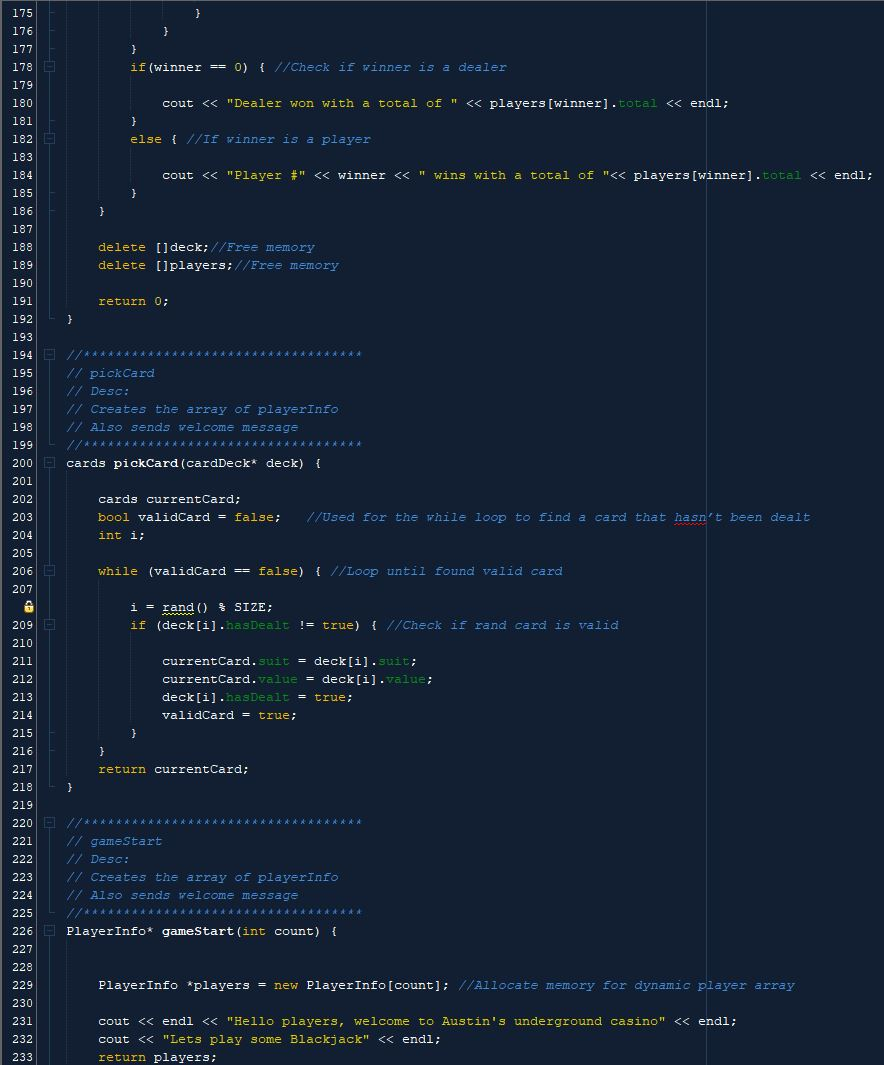 175 }
176 }
177 }
178 if(winner == 0) { //Check if winner is a dealer
179
180 cout << "Dealer won with a total of " << players[winner].total << endl;
181 }
182 else { //If winner is a player
183
184 cout << "Player #" << winner << " wins with a total of "<< players[winner].total << endl;
185 }
186 }
187
188 delete []deck;//Free memory
189 delete []players;//Free memory
190
191 return 0;
192 }
193
194 //***********************************
195 // pickCard
196 // Desc:
197 // Creates the array of playerInfo
198 // Also sends welcome message
199 //***********************************
200 cards pickCard(cardDeck* deck) {
201
202 cards currentCard;
203 bool validCard = false; //Used for the while loop to find a card that hasn't been dealt
204 int i;
205
206 while (validCard == false) { //Loop until found valid card
207
i = rand() % SIZE;
209 if (deck[i].hasDealt != true) { //Check if rand card is valid
210
211 currentCard.suit = deck[i].suit;
212 currentCard.value = deck[i].value;
213 deck[i].hasDealt = true;
214 validCard = true;
215 }
216 }
217 return currentCard;
218 }
219
220 //***********************************
221 // gameStart
222 // Desc:
223 // Creates the array of playerInfo
224 // Also sends welcome message
225 //***********************************
226 PlayerInfo* gameStart(int count) {
227
228
229 PlayerInfo *players = new PlayerInfo[count]; //Allocate memory for dynamic player array
230
231 cout << endl << "Hello players, welcome to Austin's underground casino" << endl;
232 cout << "Lets play some Blackjack" << endl;
233 return players;